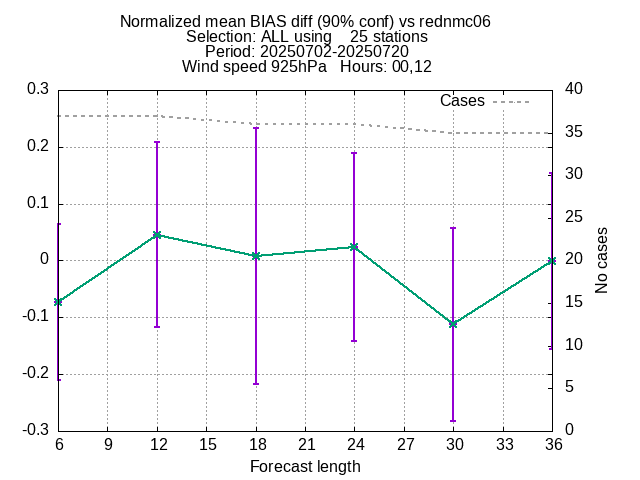 Normalized mean BIAS diff (90% conf) vs rednmc06
Selection: ALL using    25 stations
Period: 20250702-20250720
Wind speed 925hPa   Hours: 00,12
Cases
0.3
0.2
0.1
0
-0.1
-0.2
-0.3
40
35
30
25
20
15
10
5
0
No cases
6 9 12 15 18 21 24 27 30 33 36
Forecast length